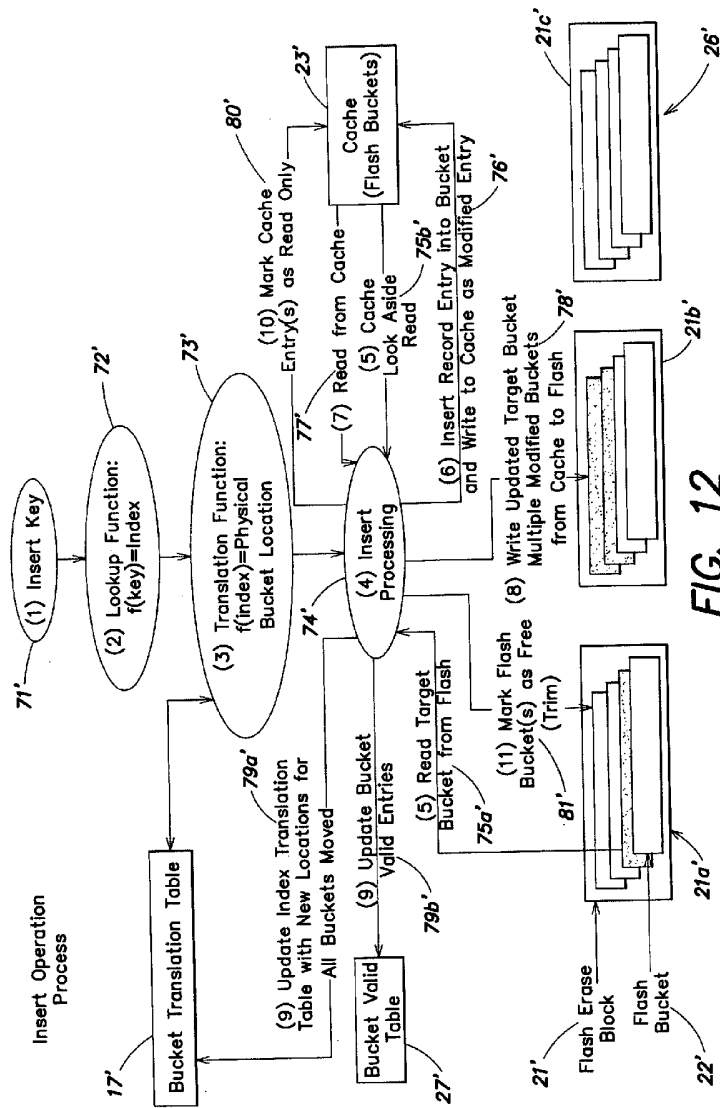 Insert Operation
Process
71'
(1) Insert Key
72'
(2) Lookup Function:
f(key)=Index
73'
(3) Translation Function:
f(index)=Physical
Bucket Location
17'
Bucket Translation Table
79a'
(9) Update Index Translation
Table with New Locations for
All Buckets Moved
74'
(4) Insert
Processing
80'
(10) Mark Cache
Entry(s) as Read Only
77'
(7) Read from Cache
23'
Cache
(Flash Buckets)
(5) Cache
Look Aside
Read
75b'
(6) Insert Record Entry into Bucket
and Write to Cache as Modified Entry
76'
Bucket Valid
Table
27'
(9) Update Bucket
Valid Entries
79b'
(5) Read Target
Bucket from Flash
75a'
(11) Mark Flash
Bucket(s) as Free
(Trim)
81'
(8) Write Updated Target Bucket
Multiple Modified Buckets
from Cache to Flash
78'
21'
Flash Erase
Block
Flash
Bucket
22'
21a'
21b'
21c'
26'
FIG. 12